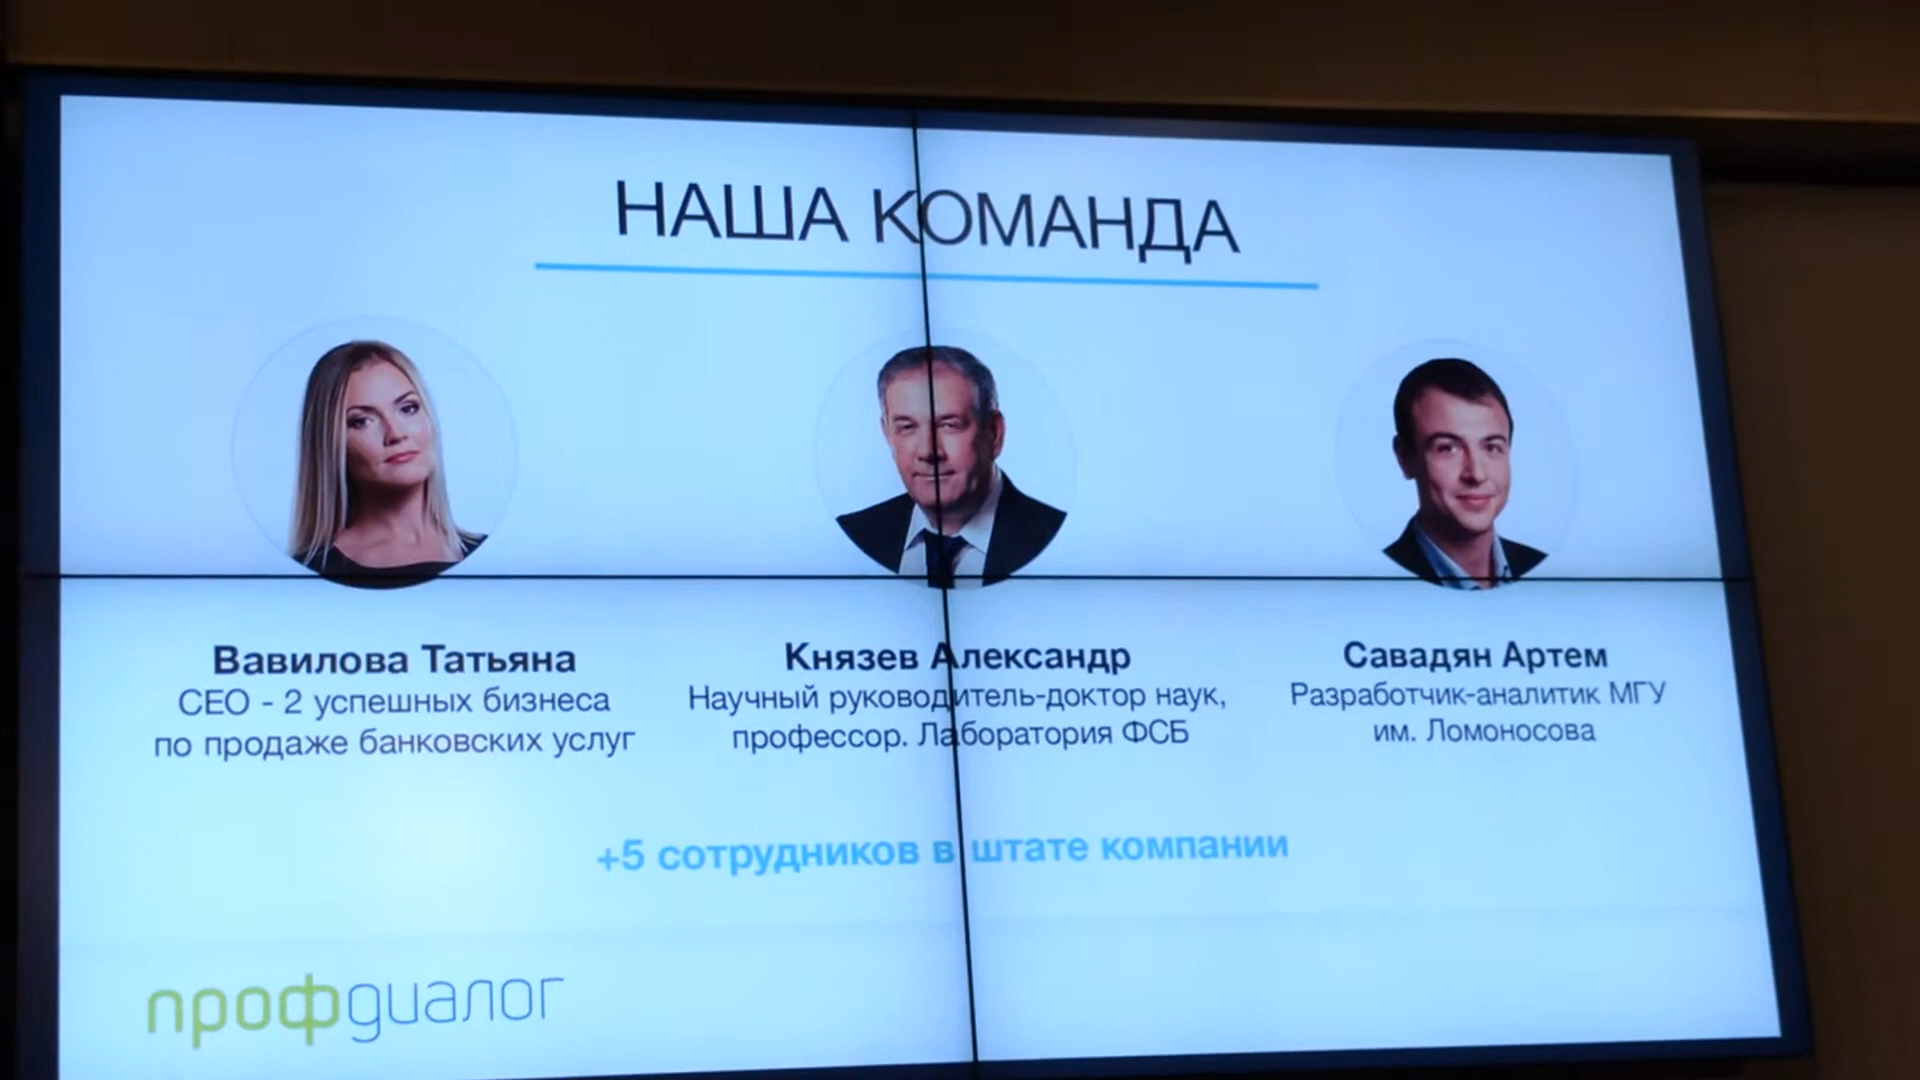 НАША КОМАНДА
Вавилова Татьяна
СЕО - 2 успешных бизнеса
по продаже банковских услуг
Князев Александр
Научный руководитель-доктор наук,
профессор. Лаборатория ФСБ
Савадян Артем
Разработчик-аналитик МГУ
им. Ломоносова
+5 сотрудников в штате компании
профдиалог